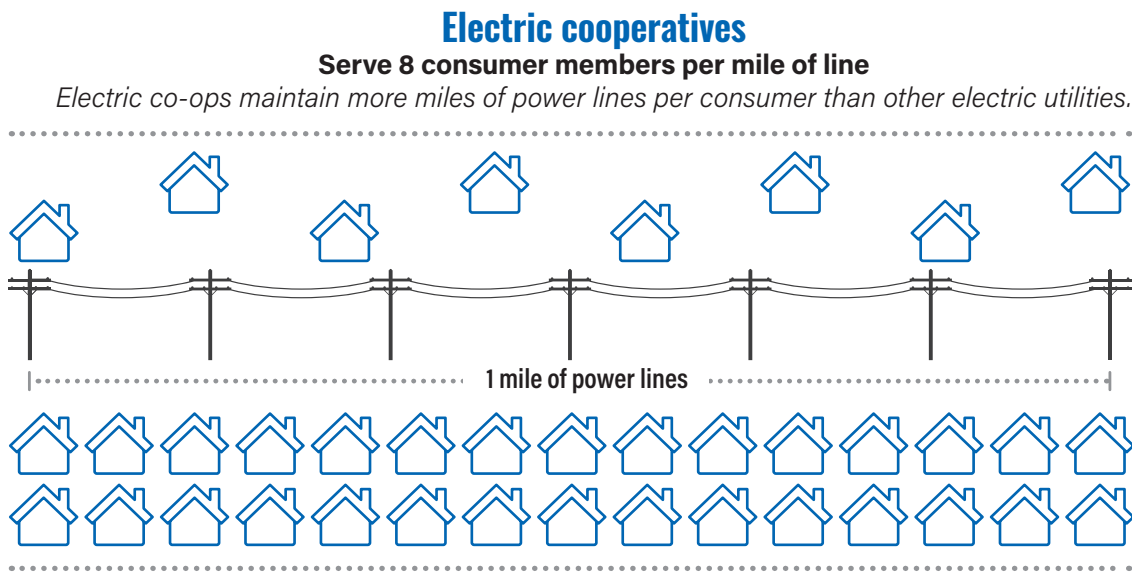 Electric cooperatives
Serve 8 consumer members per mile of line
Electric co-ops maintain more miles of power lines per consumer than other electric utilities.
1 mile of power lines